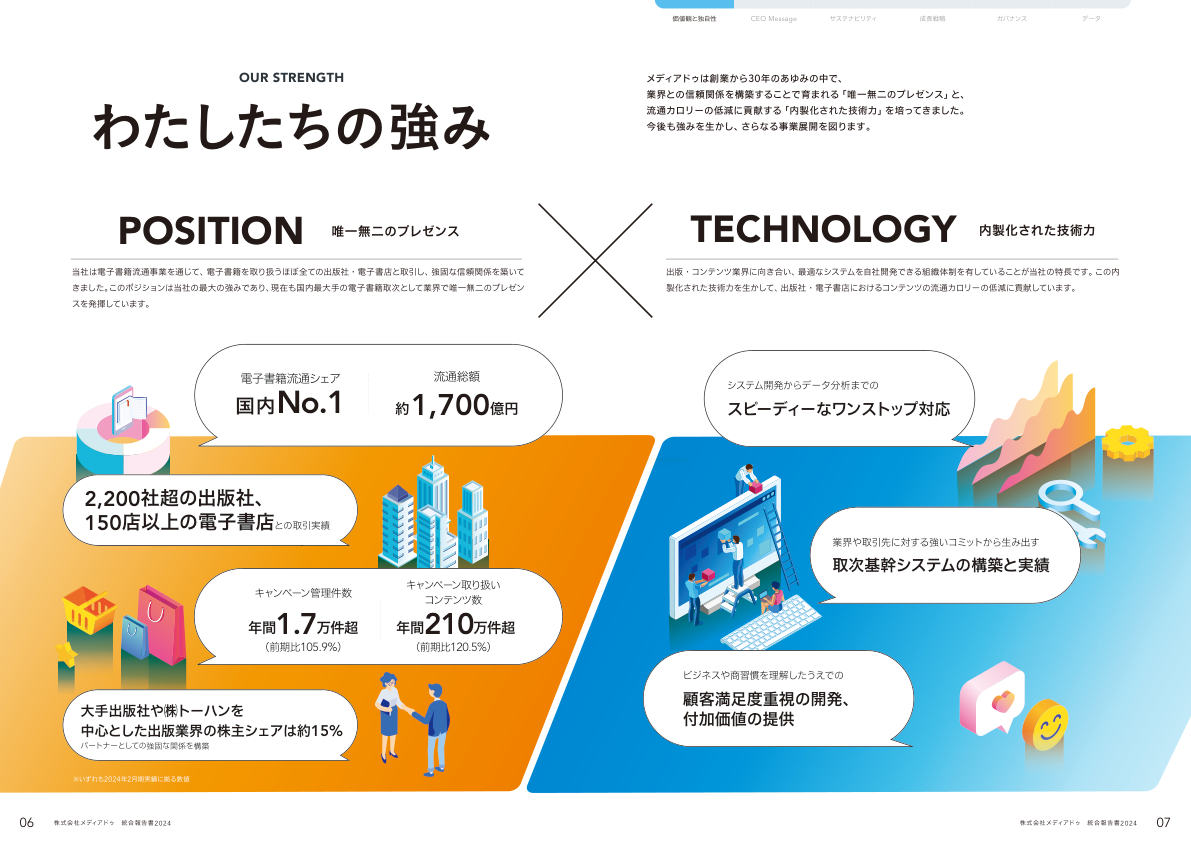 価値観と独自性
CEO Message
サステナビリティ
成長戦略
ガバナンス
データ
OUR STRENGTH
わたしたちの強み
メディアドゥは創業から30年のあゆみの中で、
業界との信頼関係を構築することで育まれる「唯一無二のプレゼンス」と、
流通カロリーの低減に貢献する「内製化された技術力」を培ってきました。
今後も強みを生かし、さらなる事業展開を図ります。
POSITION 唯一無二のプレゼンス
当社は電子書籍流通事業を通じて、電子書籍を取り扱うほぼ全ての出版社・電子書店と取引し、強固な信頼関係を築いて
きました。このポジションは当社の最大の強みであり、現在も国内最大手の電子書籍取次として業界で唯一無二のプレゼン
スを発揮しています。
電子書籍流通シェア
国内No.1
流通総額
約1,700億円
2,200社超の出版社、
150店以上の電子書店との取引実績
キャンペーン管理件数
年間1.7万件超
（前期比105.9%）
キャンペーン取り扱い
コンテンツ数
年間210万件超
（前期比120.5%）
大手出版社や㈱トーハンを
中心とした出版業界の株主シェアは約15%
パートナーとしての強固な関係を構築
※いずれも2024年2月期実績に拠る数値
TECHNOLOGY 内製化された技術力
出版・コンテンツ業界に向き合い、最適なシステムを自社開発できる組織体制を有していることが当社の特長です。この内
製化された技術力を生かして、出版社・電子書店におけるコンテンツの流通カロリーの低減に貢献しています。
システム開発からデータ分析までの
スピーディーなワンストップ対応
業界や取引先に対する強いコミットから生み出す
取次基幹システムの構築と実績
ビジネスや商習慣を理解したうえでの
顧客満足度重視の開発、
付加価値の提供
06 株式会社メディアドゥ 統合報告書2024
株式会社メディアドゥ 統合報告書2024 07